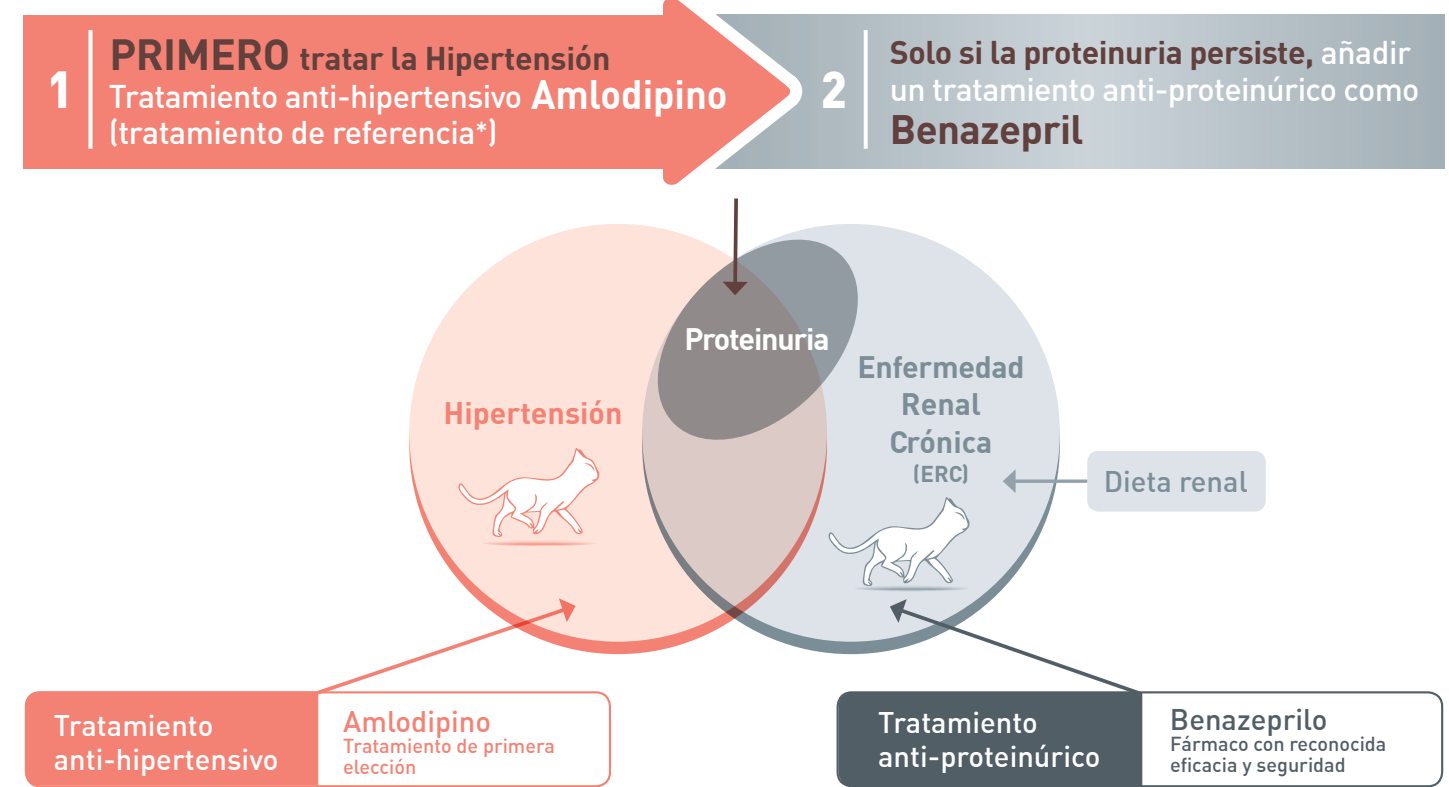 1
PRIMERO tratar la Hipertensión
Tratamiento anti-hipertensivo Amlodipino
(tratamiento de referencia*)
2
Solo si la proteinuria persiste, añadir
un tratamiento anti-proteinúrico como
Benazepril
Proteinuria
Hipertensión
Enfermedad
Renal
Crónica
(ERC)
Dieta renal
Tratamiento
anti-hipertensivo
Amlodipino
Tratamiento de primera
elección
Tratamiento
anti-proteinúrico
Benazeprilo
Fármaco con reconocida
eficacia y seguridad